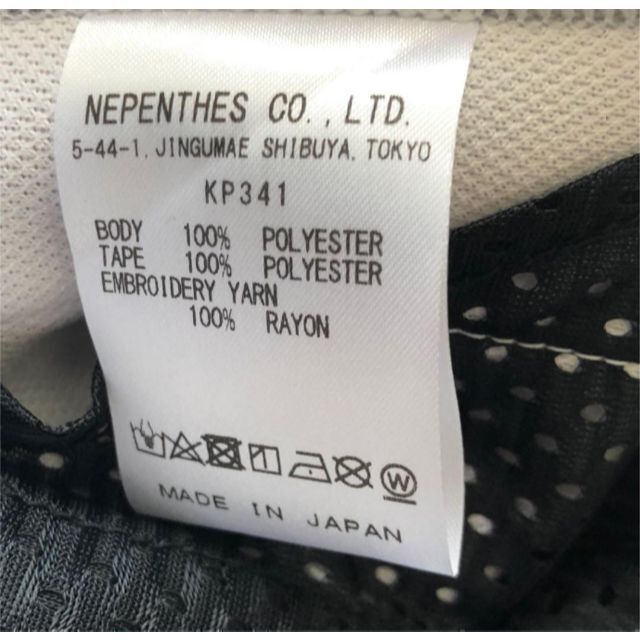 NEPENTHES CO., LTD.
5-44-1, JINGUMAE SHIBUYA, TOKYO
KP341
BODY 100% POLYESTER
TAPE 100% POLYESTER
EMBROIDERY YARN
100% RAYON
W
MADE IN JAPAN